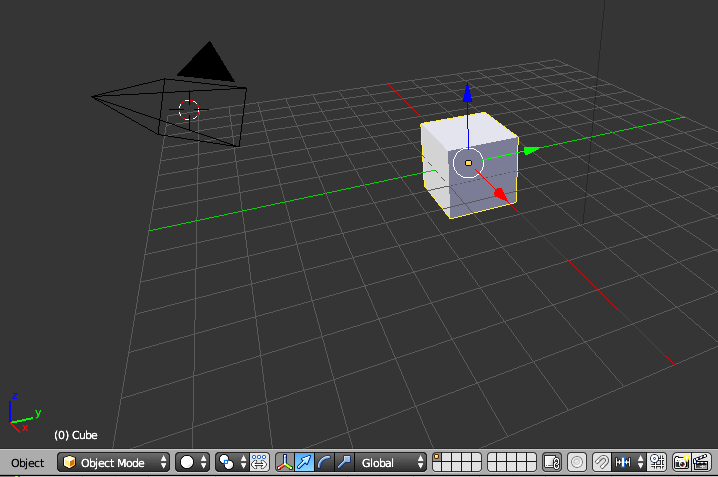 z
y
x
(0) Cube
Object
Object Mode
Global